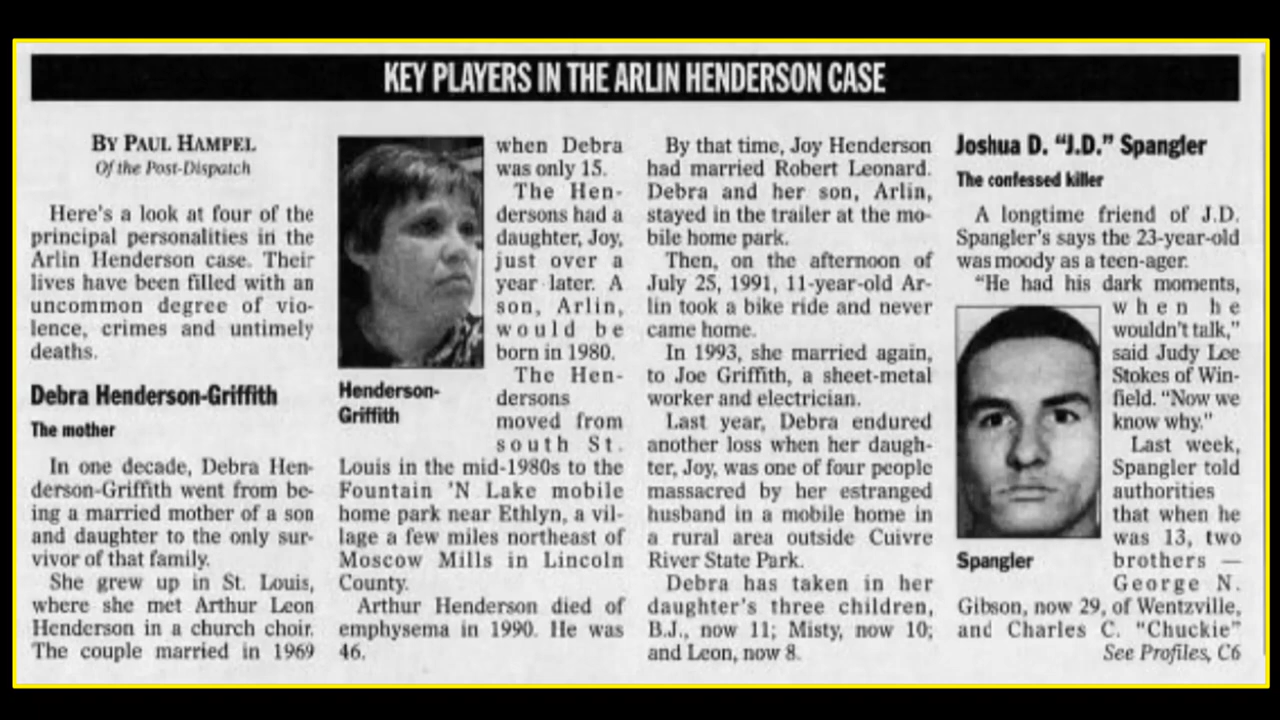 KEY PLAYERS IN THE ARLIN HENDERSON CASE
BY PAUL HAMPEL
Of the Post-Dispatch
Here's a look at four of the
principal personalities in the
Arlin Henderson case. Their
lives have been filled with an
uncommon degree of vio-
lence, crimes and untimely
deaths.
Debra Henderson-Griffith
The mother
In one decade, Debra Hen-
derson-Griffith went from be-
ing a married mother of a son
and daughter to the only sur-
vivor of that family.
She grew up in St. Louis,
where she met Arthur Leon
Henderson in a church choir.
The couple married in 1969
Henderson-
Griffith
when Debra
was only 15.
The Hen-
dersons had a
daughter, Joy,
just over a
year later. A
son, Arlin,
would be
born in 1980.
The Hen-
dersons
moved from
south St.
Louis in the mid-1980s to the
Fountain 'N Lake mobile
home park near Ethlyn, a vil-
lage a few miles northeast of
Moscow Mills in Lincoln
County.
Arthur Henderson died of
emphysema in 1990. He was
46.
By that time, Joy Henderson
had married Robert Leonard.
Debra and her son, Arlin,
stayed in the trailer at the mo-
bile home park.
Then, on the afternoon of
July 25, 1991, 11-year-old Ar-
lin took a bike ride and never
came home.
In 1993, she married again,
to Joe Griffith, a sheet-metal
worker and electrician.
Last year, Debra endured
another loss when her daugh-
ter, Joy, was one of four people
massacred by her estranged
husband in a mobile home in
a rural area outside Cuivre
River State Park.
Debra has taken in her
daughter's three children,
B.J., now 11; Misty, now 10;
and Leon, now 8.
Joshua D. "J.D." Spangler
The confessed killer
A longtime friend of J.D.
Spangler's says the 23-year-old
was moody as a teen-ager.
"He had his dark moments,
when he
wouldn't talk,"
said Judy Lee
Stokes of Win-
field. "Now we
know why."
Last week,
Spangler told
authorities
that when he
was 13, two
brothers —
George N.
Spangler
Gibson, now 29, of Wentzville,
and Charles C. "Chuckie"
See Profiles, C6